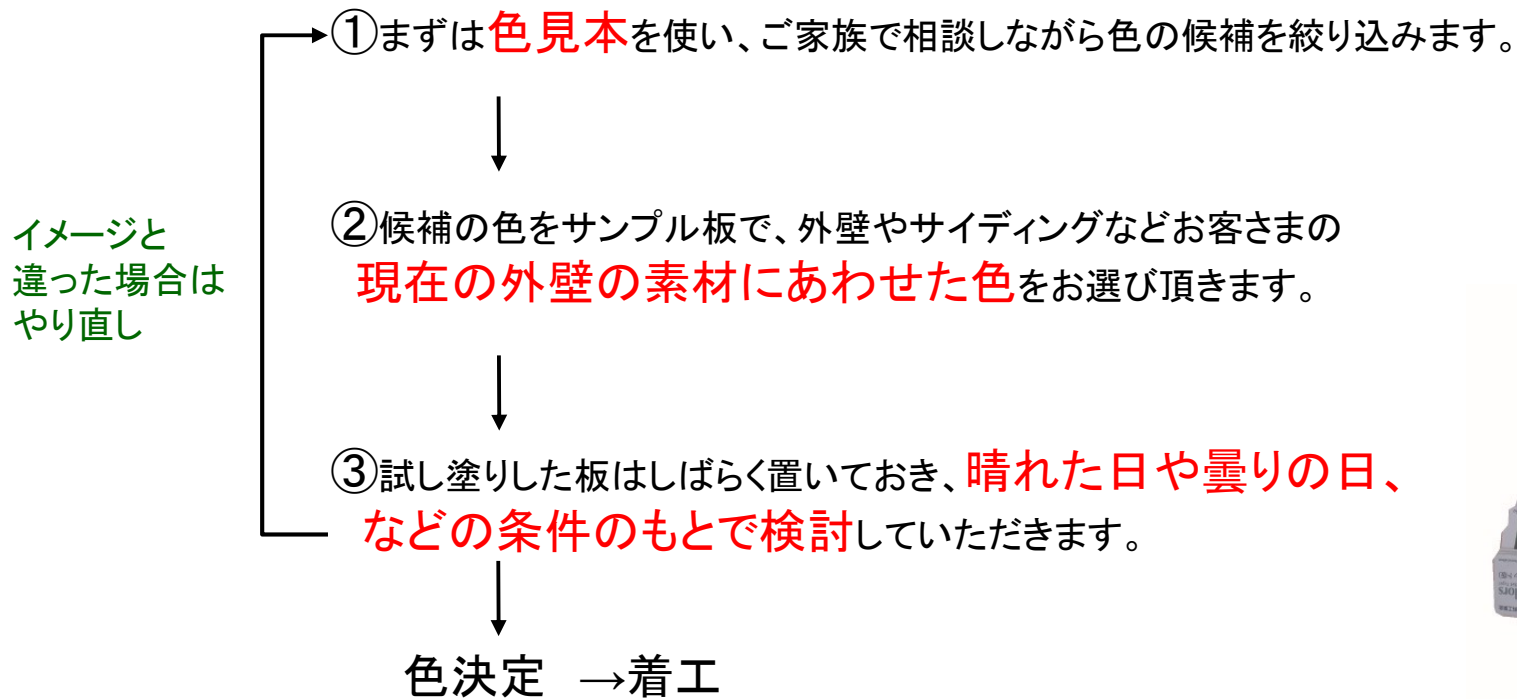 ①まずは色見本を使い、ご家族で相談しながら色の候補を絞り込みます。
イメージと
違った場合は
やり直し
②候補の色をサンプル板で、外壁やサイディングなどお客さまの
現在の外壁の素材にあわせた色をお選び頂きます。
③試し塗りした板はしばらく置いておき、晴れた日や曇りの日、
などの条件のもとで検討していただきます。
色決定 →着工